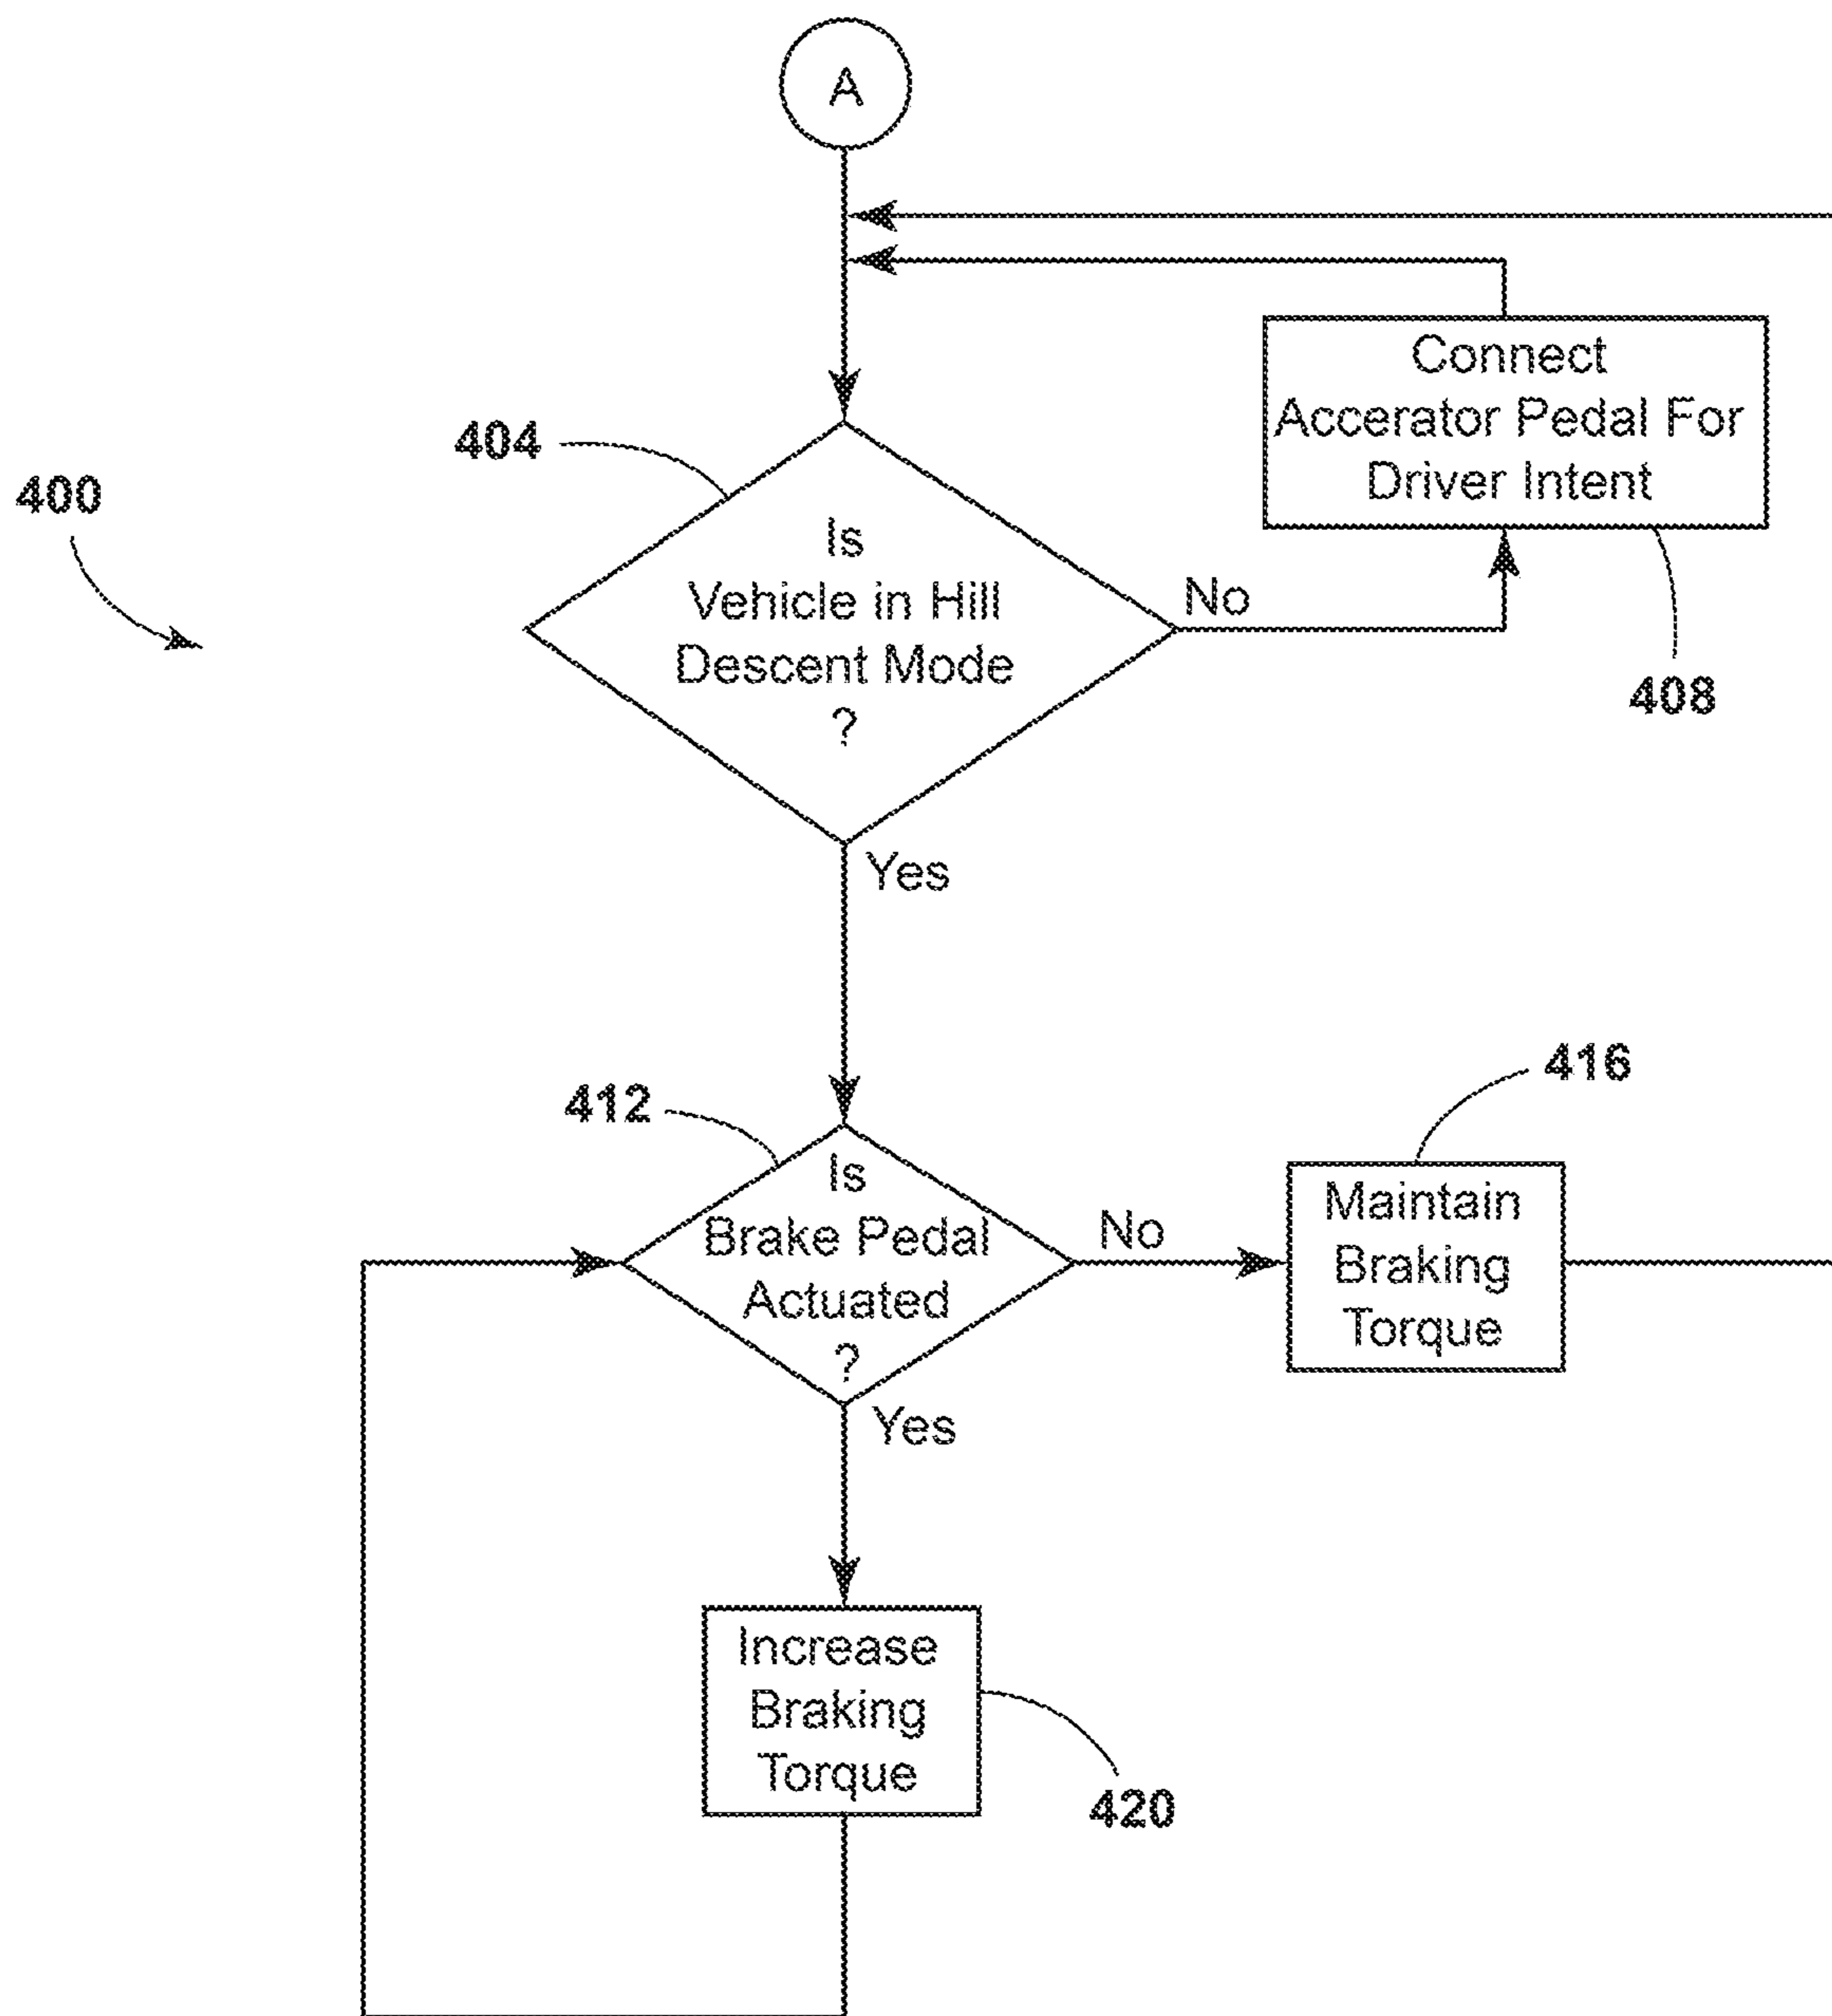 A
Connect
Accerator Pedal For
Driver Intent
404
400
Is
Vehicle in Hill
Descent Mode
?
No
408
Yes
416
412
Is
Brake Pedal
Actuated
?
No
Maintain
Braking
Torque
Yes
Increase
Braking
Torque
420